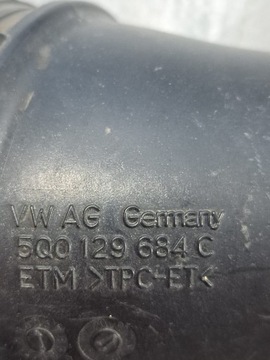 VW AG Germany
5Q0 129 684 C
ETM >TPC-ET<